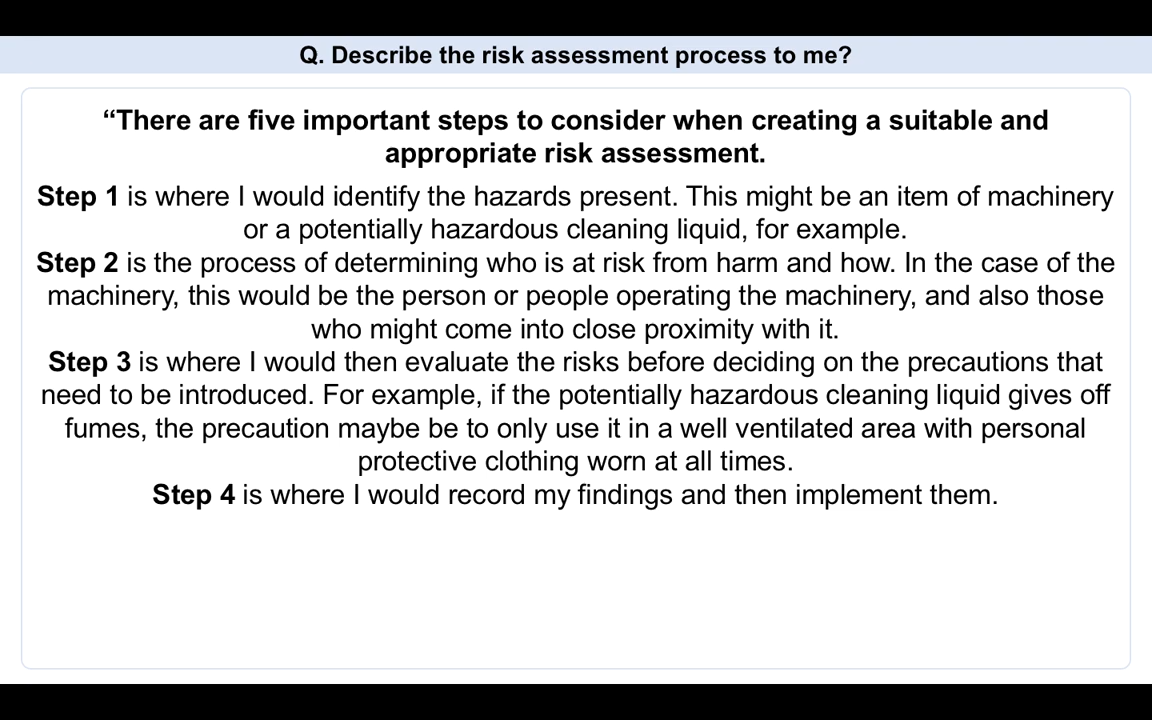 Q. Describe the risk assessment process to me?
“There are five important steps to consider when creating a suitable and
appropriate risk assessment.
Step 1 is where I would identify the hazards present. This might be an item of machinery
or a potentially hazardous cleaning liquid, for example.
Step 2 is the process of determining who is at risk from harm and how. In the case of the
machinery, this would be the person or people operating the machinery, and also those
who might come into close proximity with it.
Step 3 is where I would then evaluate the risks before deciding on the precautions that
need to be introduced. For example, if the potentially hazardous cleaning liquid gives off
fumes, the precaution maybe be to only use it in a well ventilated area with personal
protective clothing worn at all times.
Step 4 is where I would record my findings and then implement them.